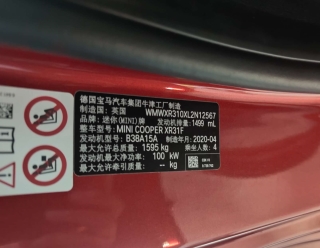 德国宝马汽车集团牛津工厂制造
制造国：英国 WMWXR310XL2N12567
品牌：迷你(MINI)牌 发动机排量：1499 mL
整车型号：MINI COOPER XR31F
发动机型号：B38A15A 制造年月：2020-04
最大允许总质量：1595 kg 乘坐人数：4
发动机最大净功率：100 kW
最大允许牵引质量：-- kg